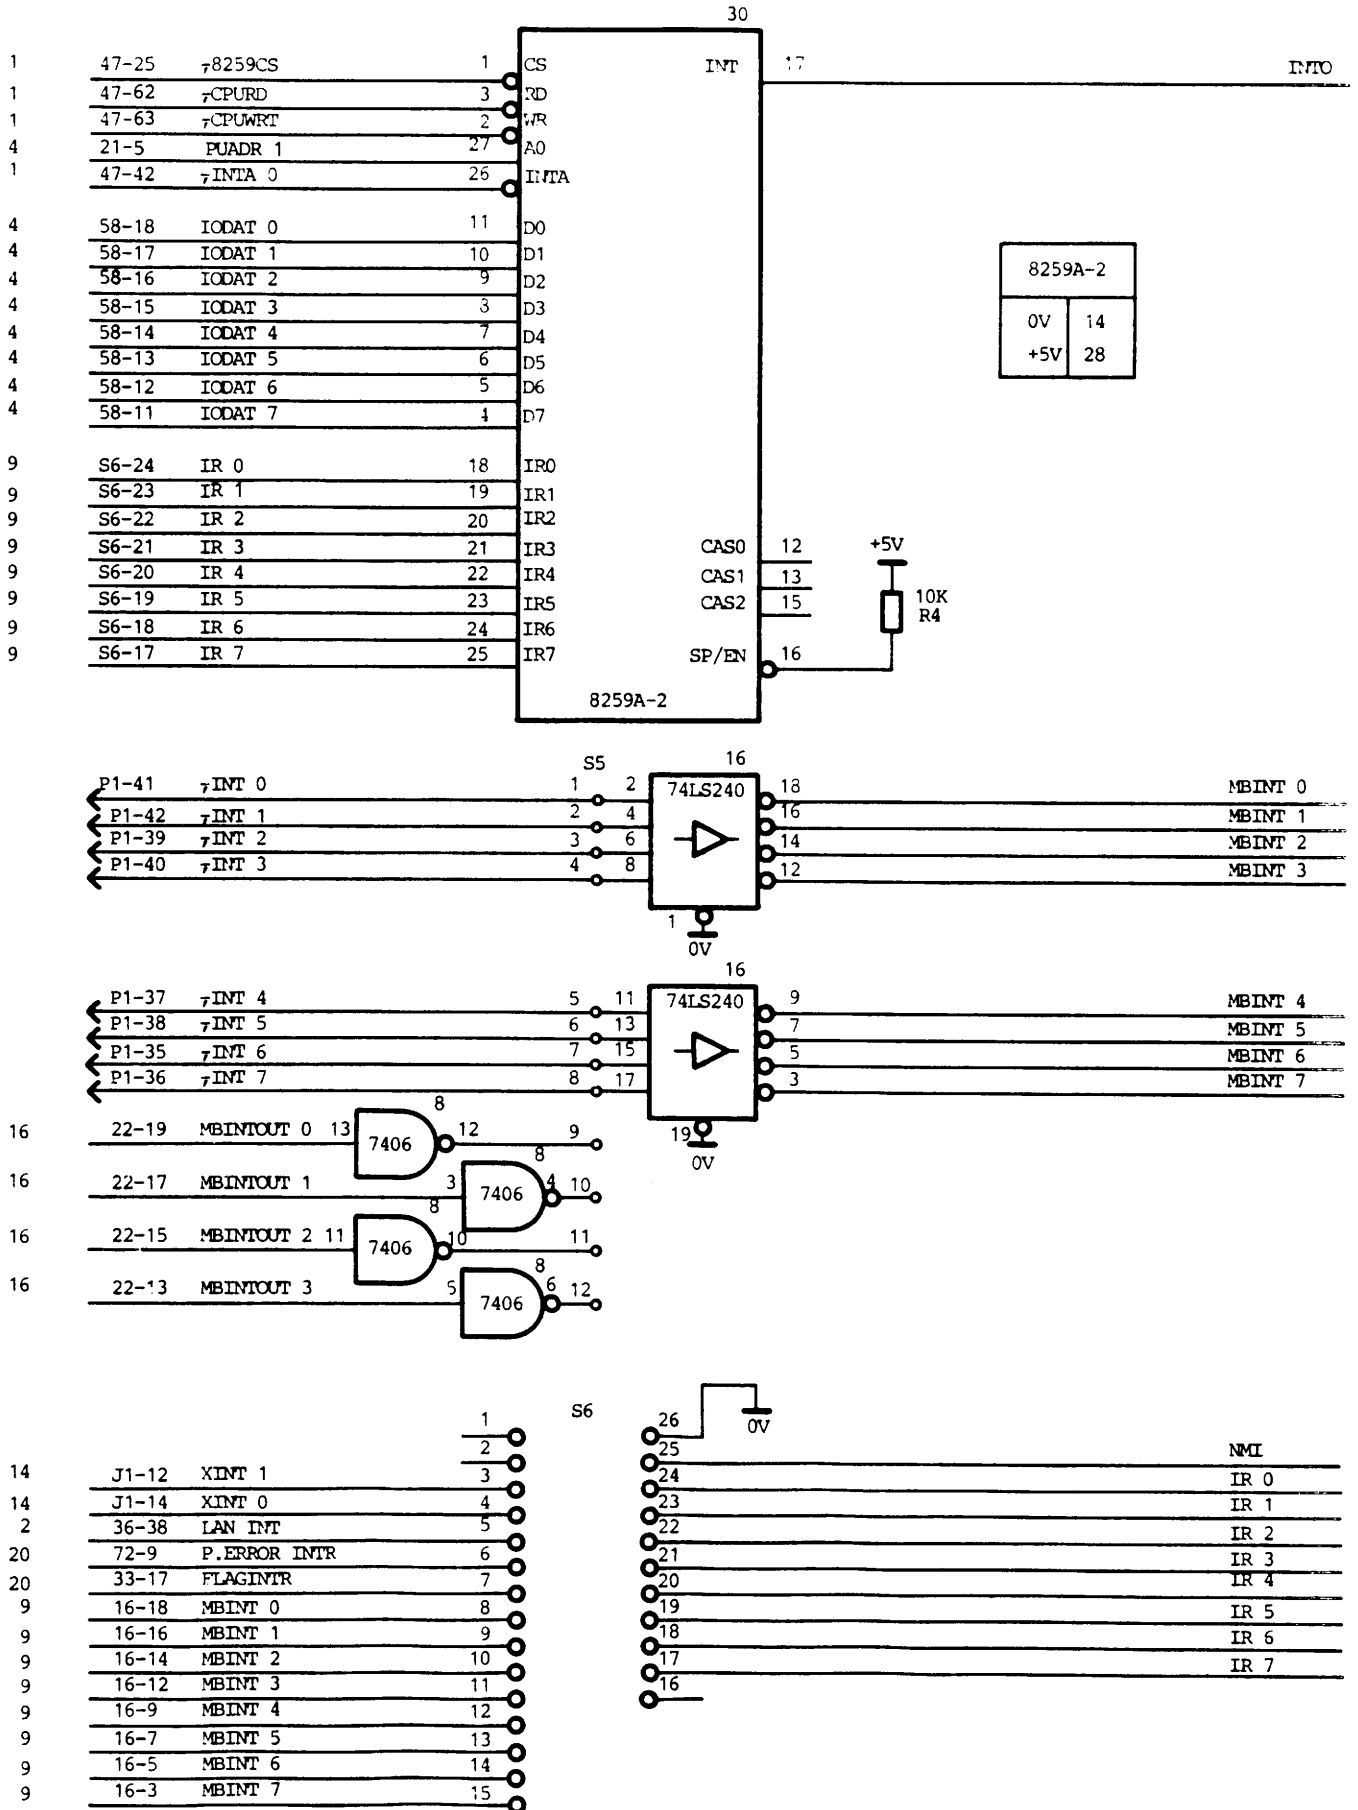 30
1 47-25 ¬8259CS 1 CS INT 17 INTO
1 47-62 ¬CPURD 3 RD
1 47-63 ¬CPUWRT 2 WR
4 21-5 PUADR 1 27 A0
1 47-42 ¬INTA 0 26 INTA
4 58-18 IODAT 0 11 D0
4 58-17 IODAT 1 10 D1
4 58-16 IODAT 2 9 D2
4 58-15 IODAT 3 8 D3
4 58-14 IODAT 4 7 D4
4 58-13 IODAT 5 6 D5
4 58-12 IODAT 6 5 D6
4 58-11 IODAT 7 4 D7
8259A-2
0V 14
+5V 28
9 S6-24 IR 0 18 IR0
9 S6-23 IR 1 19 IR1
9 S6-22 IR 2 20 IR2
9 S6-21 IR 3 21 IR3 CAS0 12 +5V
9 S6-20 IR 4 22 IR4 CAS1 13
9 S6-19 IR 5 23 IR5 CAS2 15 10K
R4
9 S6-18 IR 6 24 IR6
9 S6-17 IR 7 25 IR7 SP/EN 16
8259A-2
S5 16
P1-41 ¬INT 0 1 2 74LS240 18 MBINT 0
P1-42 ¬INT 1 2 4 16 MBINT 1
P1-39 ¬INT 2 3 6 14 MBINT 2
P1-40 ¬INT 3 4 8 12 MBINT 3
1
0V
16
P1-37 ¬INT 4 5 11 74LS240 9 MBINT 4
P1-38 ¬INT 5 6 13 7 MBINT 5
P1-35 ¬INT 6 7 15 5 MBINT 6
P1-36 ¬INT 7 8 17 3 MBINT 7
19
0V
8
16 22-19 MBINTOUT 0 13 7406 12 9
8
16 22-17 MBINTOUT 1 3 7406 4 10
8
16 22-15 MBINTOUT 2 11 7406 10 11
8
16 22-13 MBINTOUT 3 5 7406 6 12
S6
1 26 0V
2 25 NMI
14 J1-12 XINT 1 3 24 IR 0
14 J1-14 XINT 0 4 23 IR 1
2 36-38 LAN INT 5 22 IR 2
20 72-9 P.ERROR INTR 6 21 IR 3
20 33-17 FLAGINTR 7 20 IR 4
9 16-18 MBINT 0 8 19 IR 5
9 16-16 MBINT 1 9 18 IR 6
9 16-14 MBINT 2 10 17 IR 7
9 16-12 MBINT 3 11 16
9 16-9 MBINT 4 12
9 16-7 MBINT 5 13
9 16-5 MBINT 6 14
9 16-3 MBINT 7 15